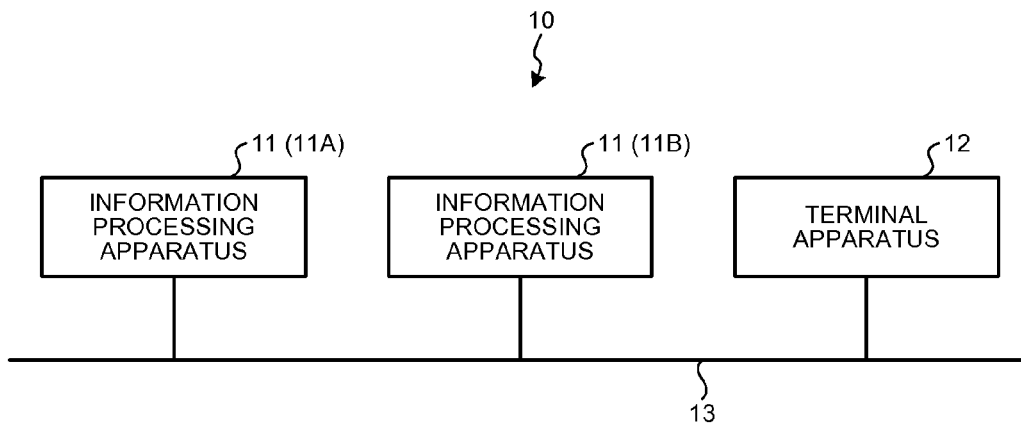 10
11 (11A)
11 (11B)
12
INFORMATION
PROCESSING
APPARATUS
INFORMATION
PROCESSING
APPARATUS
TERMINAL
APPARATUS
13